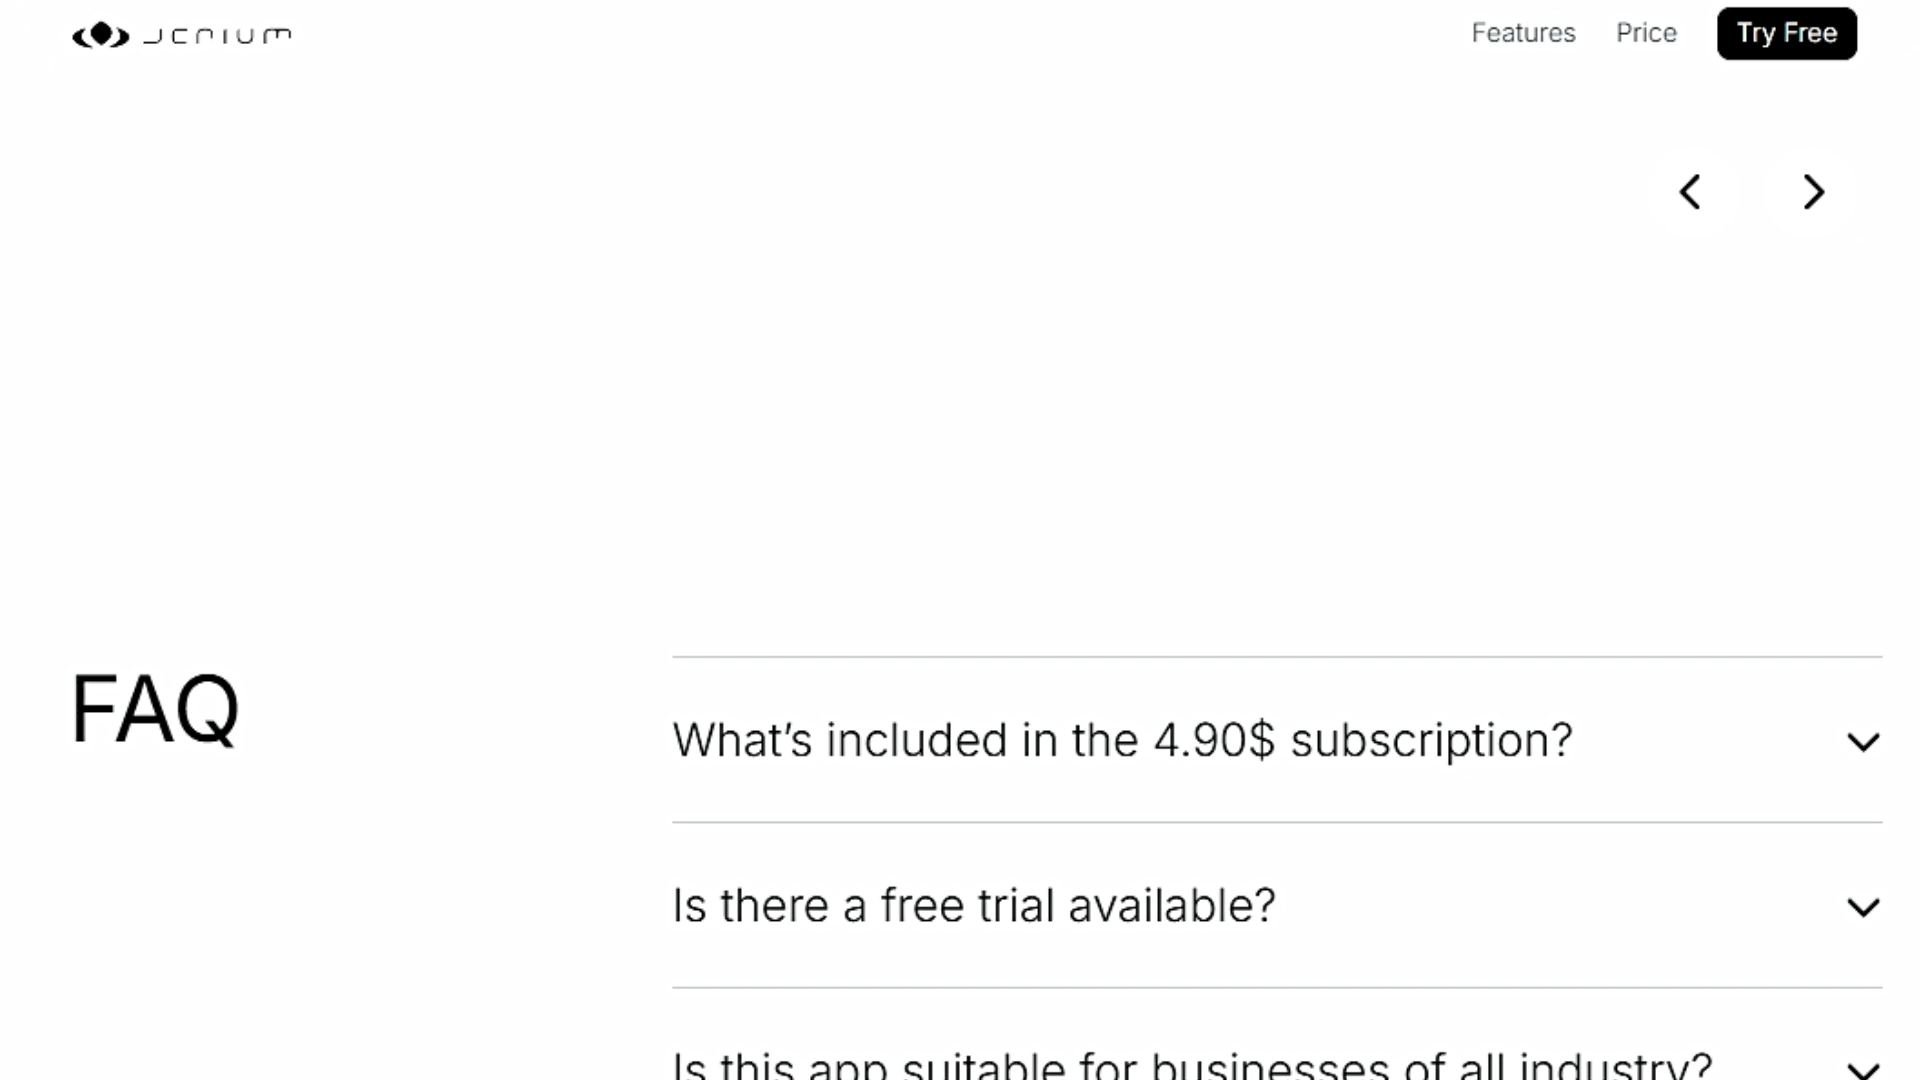 Jenium
Features
Price
Try Free
FAQ
What's included in the 4.90$ subscription?
Is there a free trial available?
Is this app suitable for businesses of all industry?